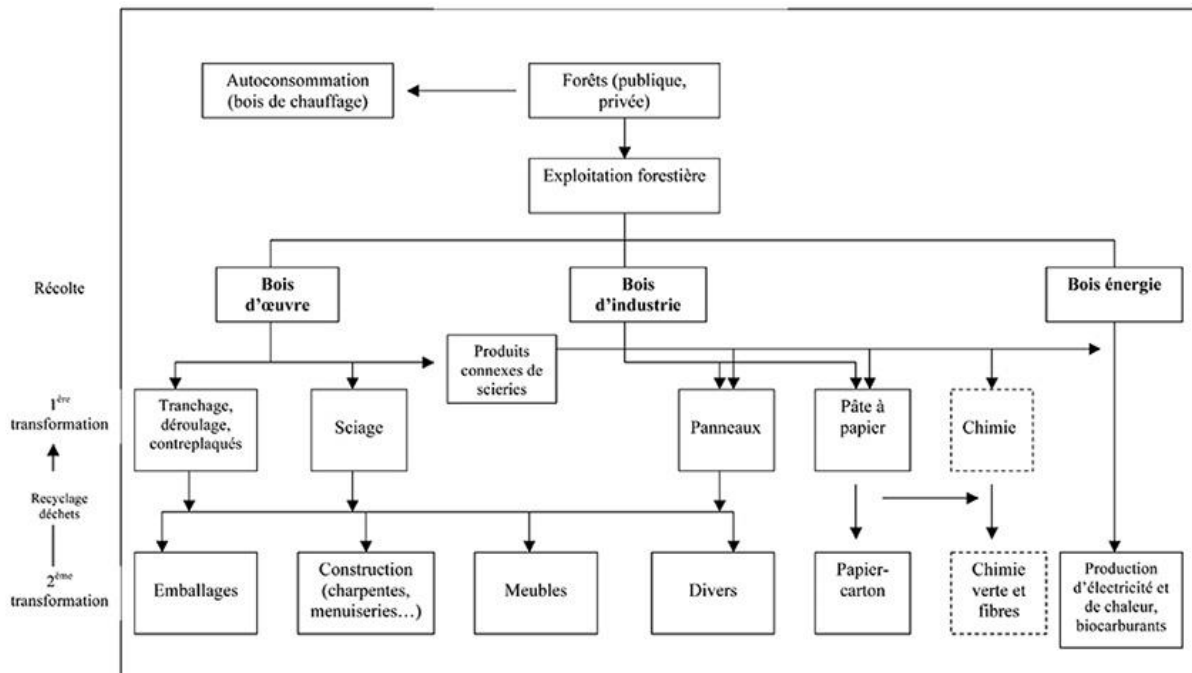 Autoconsommation
(bois de chauffage)
Forêts (publique,
privée)
Exploitation forestière
Récolte
Bois
d'œuvre
Bois
d'industrie
Bois énergie
Produits
connexes de
scieries
1ère
transformation
Tranchage,
déroulage,
contreplaqués
Sciage
Panneaux
Pâte à
papier
Chimie
Recyclage
déchets
2ème
transformation
Emballages
Construction
(charpentes,
menuiseries…)
Meubles
Divers
Papier-
carton
Chimie
verte et
fibres
Production
d'électricité et
de chaleur,
biocarburants